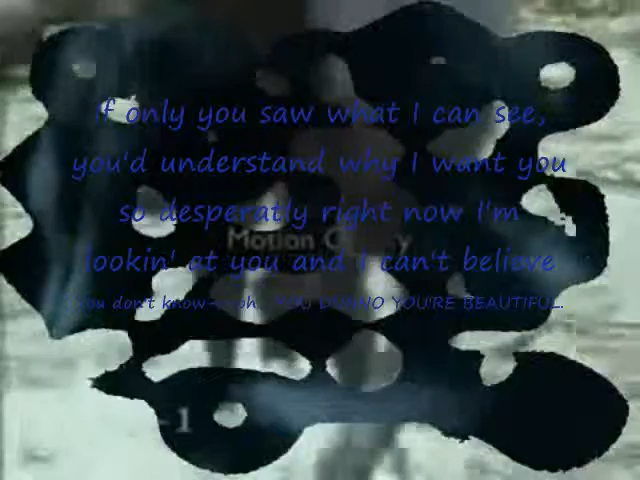 If only you saw what I can see,
you'd understand why I want you
so desperatly right now I'm
Motion
lookin' at you and I can't believe
You don't know- YOU DUNNO YOU'RE BEAUTIFUL.
-1